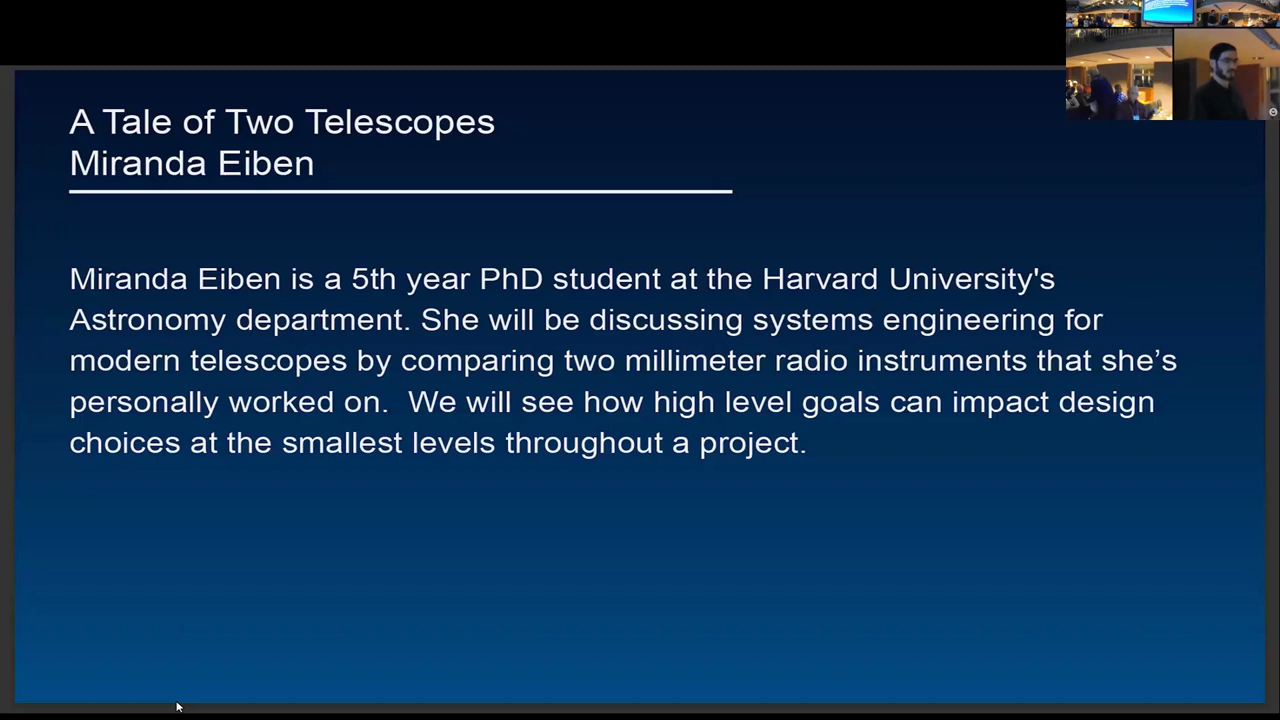 A Tale of Two Telescopes
Miranda Eiben
Miranda Eiben is a 5th year PhD student at the Harvard University's
Astronomy department. She will be discussing systems engineering for
modern telescopes by comparing two millimeter radio instruments that she’s
personally worked on.  We will see how high level goals can impact design
choices at the smallest levels throughout a project.